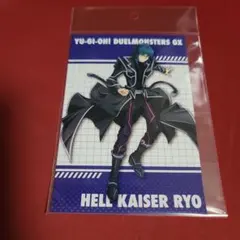 YU-GI-OH! DUELMONSTERS GX
HELL KAISER RYO